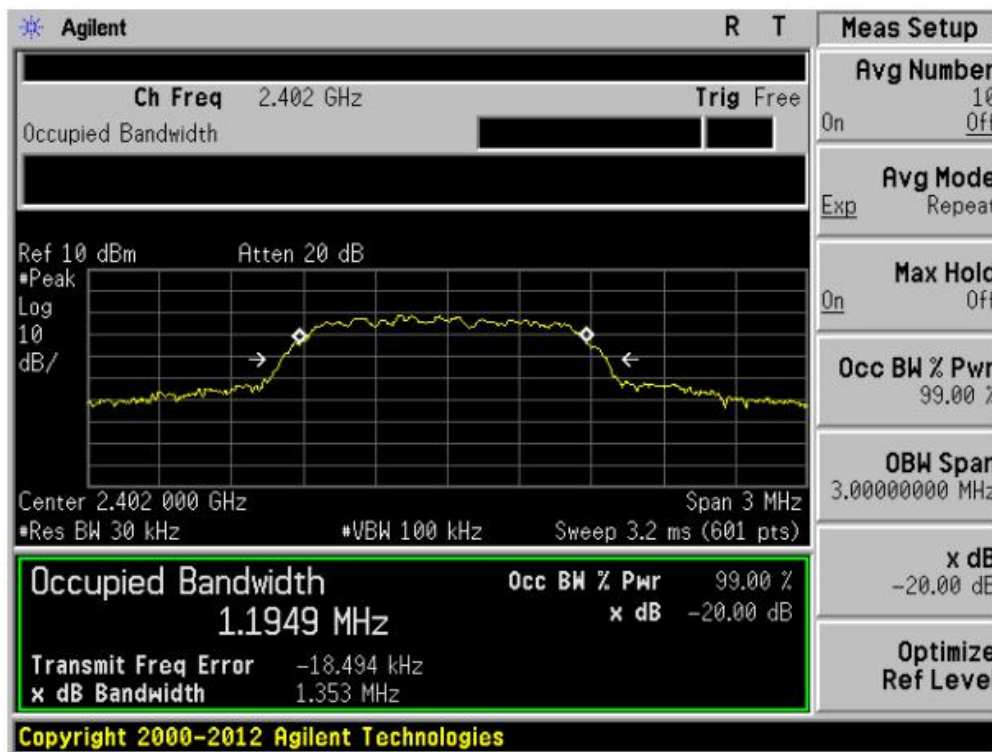 Agilent R T
Ch Freq 2.402 GHz Trig Free
Occupied Bandwidth
Ref 10 dBm Atten 20 dB
#Peak
Log
10
dB/
Center 2.402 000 GHz Span 3 MHz
#Res BW 30 kHz #VBW 100 kHz Sweep 3.2 ms (601 pts)
Occupied Bandwidth Occ BW % Pwr 99.00 %
1.1949 MHz x dB -20.00 dB
Transmit Freq Error -18.494 kHz
x dB Bandwidth 1.353 MHz
Copyright 2000-2012 Agilent Technologies
Meas Setup
Avg Number
10
On Off
Avg Mode
Exp Repeat
Max Hold
On Off
Occ BW % Pwr
99.00 %
OBW Span
3.00000000 MHz
x dB
-20.00 dB
Optimize
Ref Level